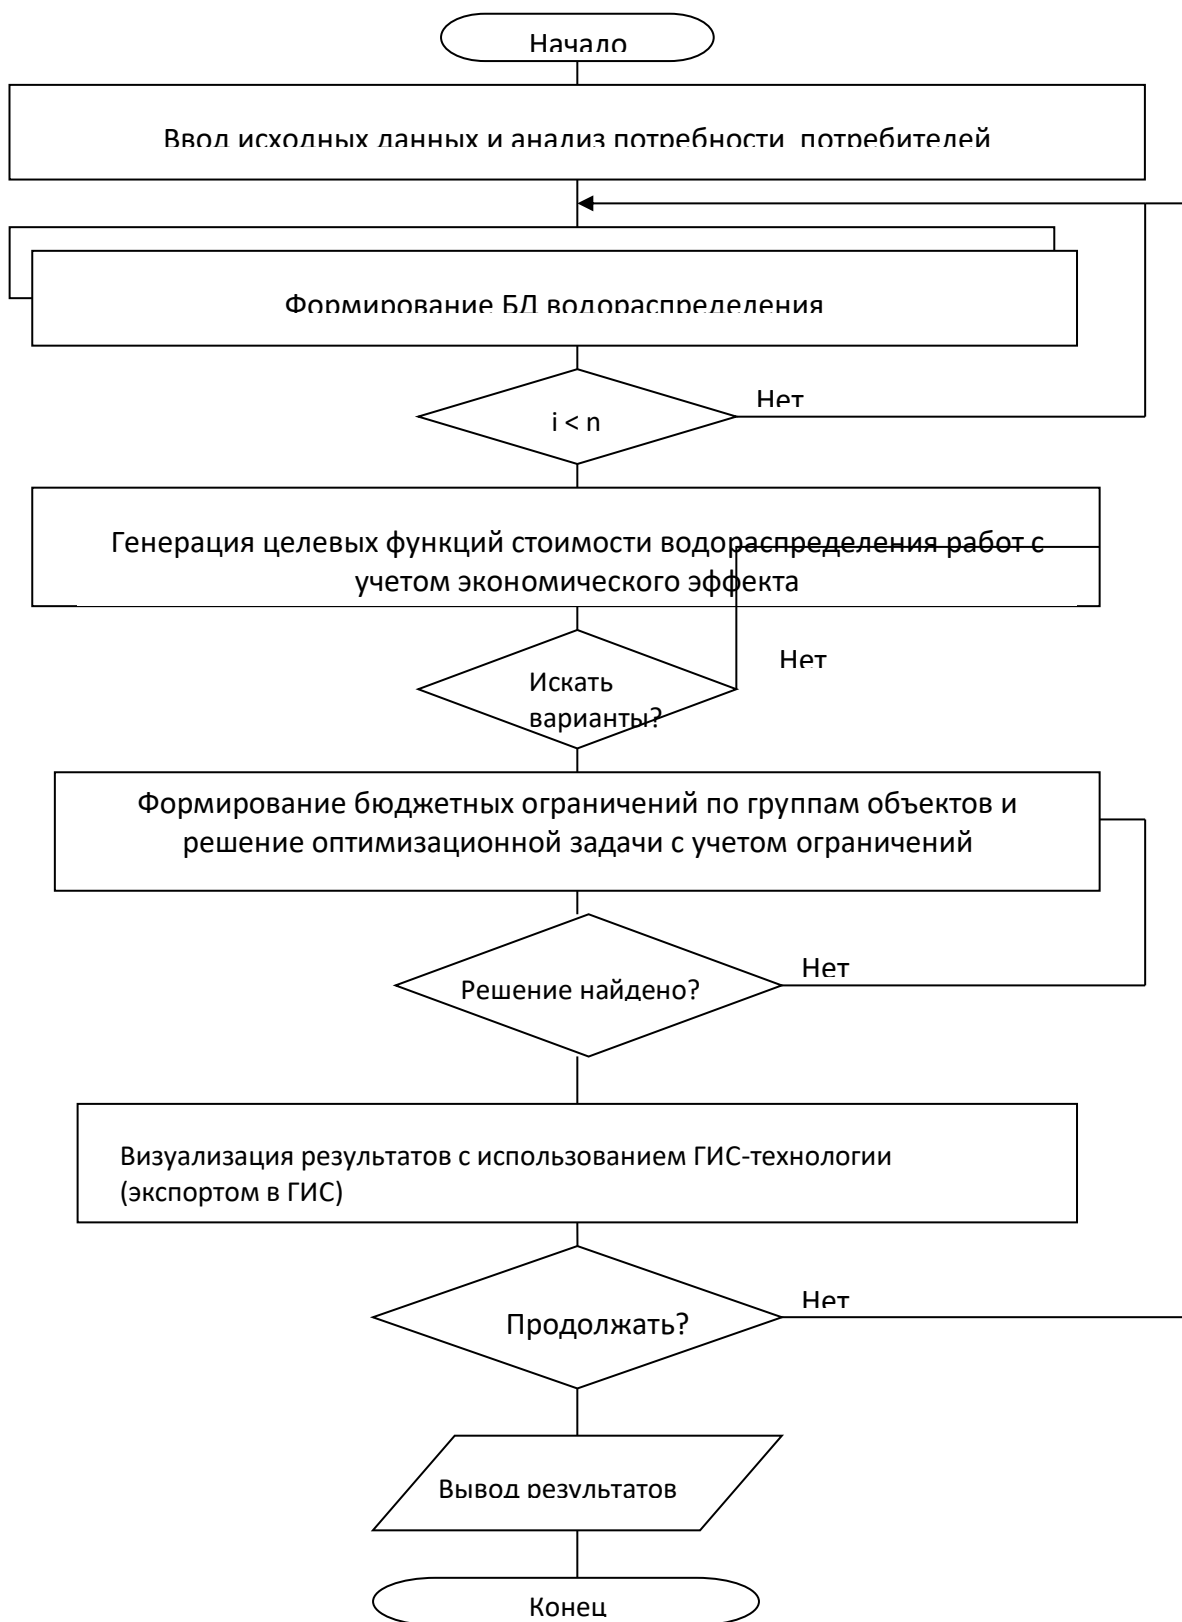 Начало
Ввод исходных данных и анализ потребности потребителей
Формирование БД водораспределения
Нет
i < n
Генерация целевых функций стоимости водораспределения работ с
учетом экономического эффекта
Нет
Искать
варианты?
Формирование бюджетных ограничений по группам объектов и
решение оптимизационной задачи с учетом ограничений
Нет
Решение найдено?
Визуализация результатов с использованием ГИС-технологии
(экспортом в ГИС)
Нет
Продолжать?
Вывод результатов
Конец